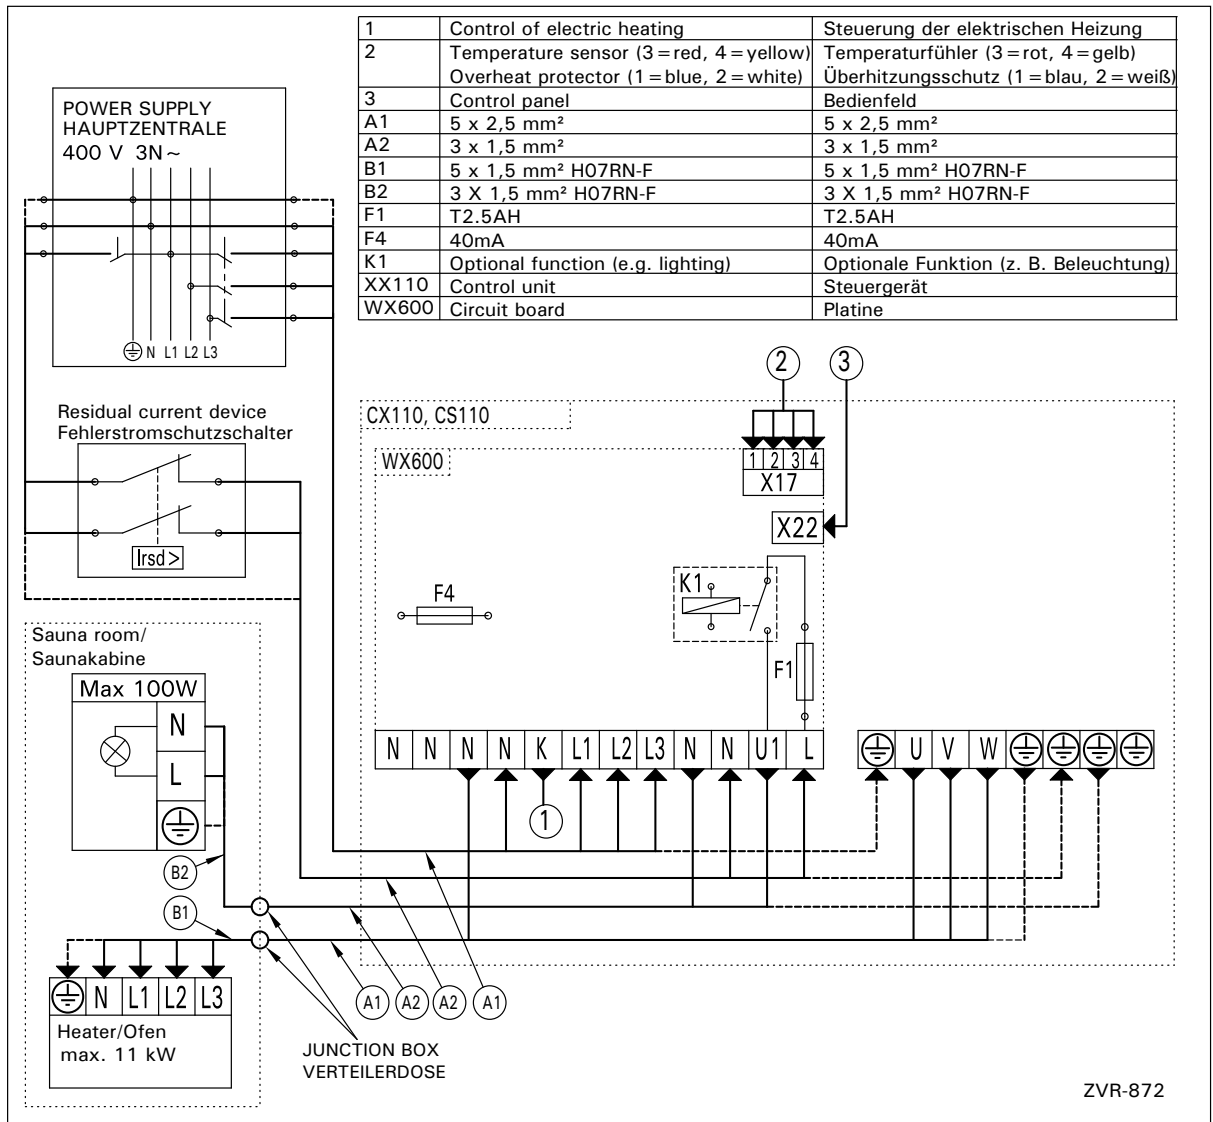 1 Control of electric heating Steuerung der elektrischen Heizung
2 Temperature sensor (3=red, 4=yellow) Temperaturfühler (3=rot, 4=gelb)
Overheat protector (1=blue, 2=white) Überhitzungsschutz (1=blau, 2=weiß)
3 Control panel Bedienfeld
A1 5 x 2,5 mm² 5 x 2,5 mm²
A2 3 x 1,5 mm² 3 x 1,5 mm²
B1 5 x 1,5 mm² H07RN-F 5 x 1,5 mm² H07RN-F
B2 3 X 1,5 mm² H07RN-F 3 X 1,5 mm² H07RN-F
F1 T2.5AH T2.5AH
F4 40mA 40mA
K1 Optional function (e.g. lighting) Optionale Funktion (z. B. Beleuchtung)
XX110 Control unit Steuergerät
WX600 Circuit board Platine
POWER SUPPLY
HAUPTZENTRALE
400 V 3N~
N L1 L2 L3
Residual current device
Fehlerstromschutzschalter
Irsd>
2 3
CX110, CS110
WX600
1 2 3 4
X17
X22
K1
F4
F1
N N N N K L1 L2 L3 N N U1 L
U V W
1
Sauna room/
Saunakabine
Max 100W
N
L
B2
B1
N L1 L2 L3
Heater/Ofen
max. 11 kW
A1 A2 A2 A1
JUNCTION BOX
VERTEILERDOSE
ZVR-872